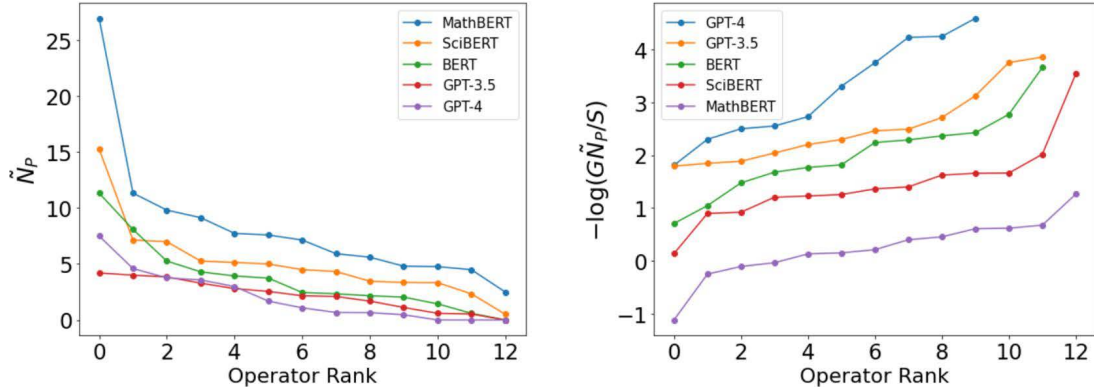 25
20
15
10
5
0
Ñ_P
MathBERT
SciBERT
BERT
GPT-3.5
GPT-4
0 2 4 6 8 10 12
Operator Rank
4
3
2
1
0
−1
−log(GÑ_P/S)
GPT-4
GPT-3.5
BERT
SciBERT
MathBERT
0 2 4 6 8 10 12
Operator Rank